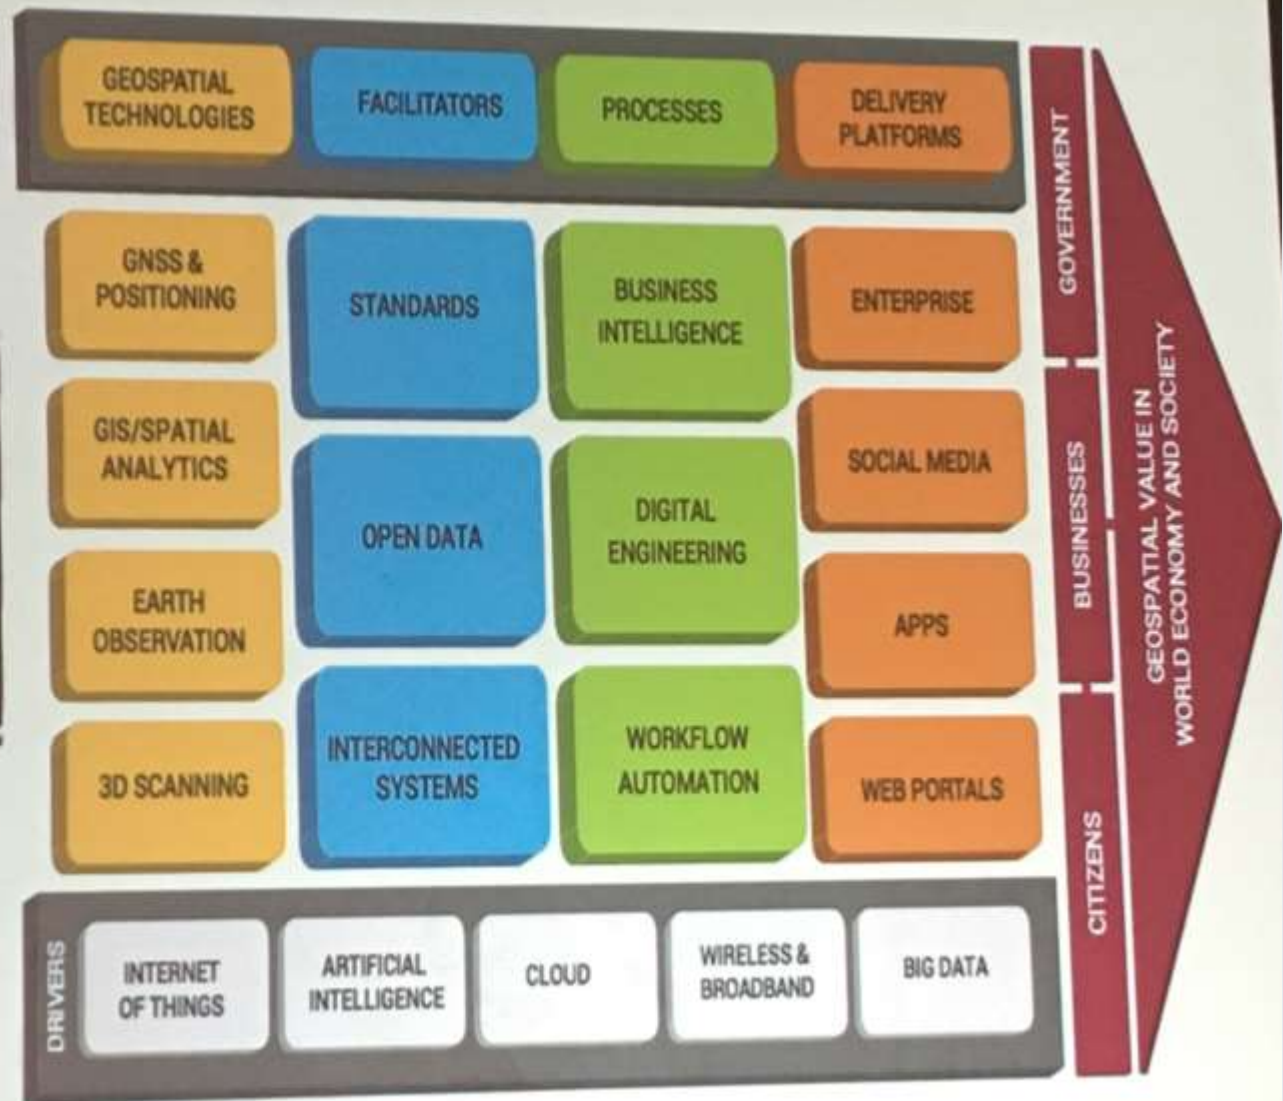 GEOSPATIAL
TECHNOLOGIES
FACILITATORS
PROCESSES
DELIVERY
PLATFORMS
GNSS &
POSITIONING
GIS/SPATIAL
ANALYTICS
EARTH
OBSERVATION
3D SCANNING
STANDARDS
OPEN DATA
INTERCONNECTED
SYSTEMS
BUSINESS
INTELLIGENCE
DIGITAL
ENGINEERING
WORKFLOW
AUTOMATION
ENTERPRISE
SOCIAL MEDIA
APPS
WEB PORTALS
DRIVERS
INTERNET
OF THINGS
ARTIFICIAL
INTELLIGENCE
CLOUD
WIRELESS &
BROADBAND
BIG DATA
GOVERNMENT
BUSINESSES
CITIZENS
GEOSPATIAL VALUE IN
WORLD ECONOMY AND SOCIETY